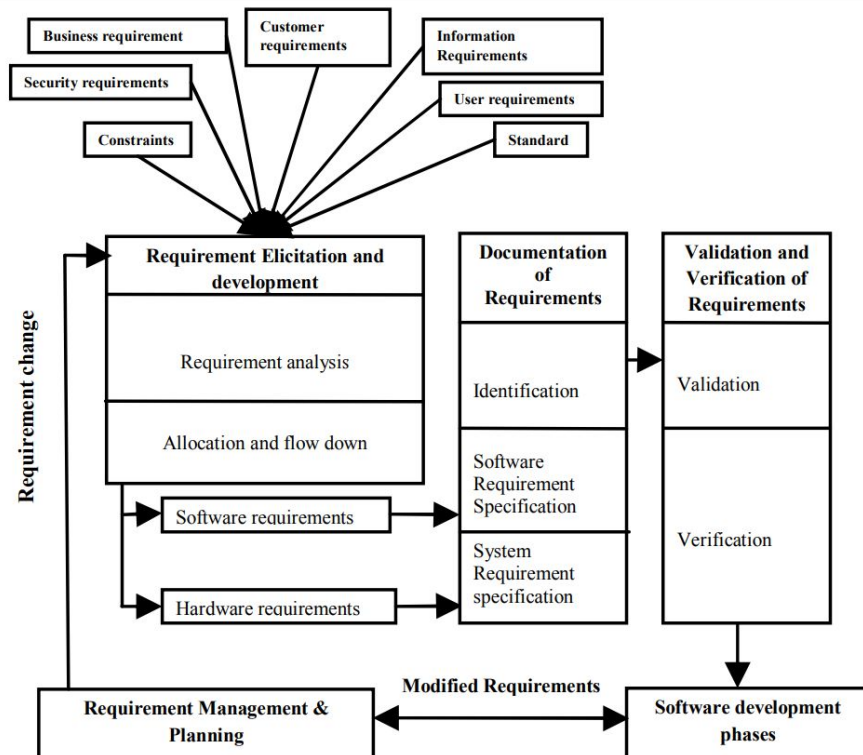 Business requirement
Customer
requirements
Information
Requirements
Security requirements
User requirements
Constraints
Standard
Requirement Elicitation and
development
Requirement analysis
Allocation and flow down
Software requirements
Hardware requirements
Documentation
of
Requirements
Identification
Software
Requirement
Specification
System
Requirement
specification
Validation and
Verification of
Requirements
Validation
Verification
Requirement change
Requirement Management &
Planning
Modified Requirements
Software development
phases